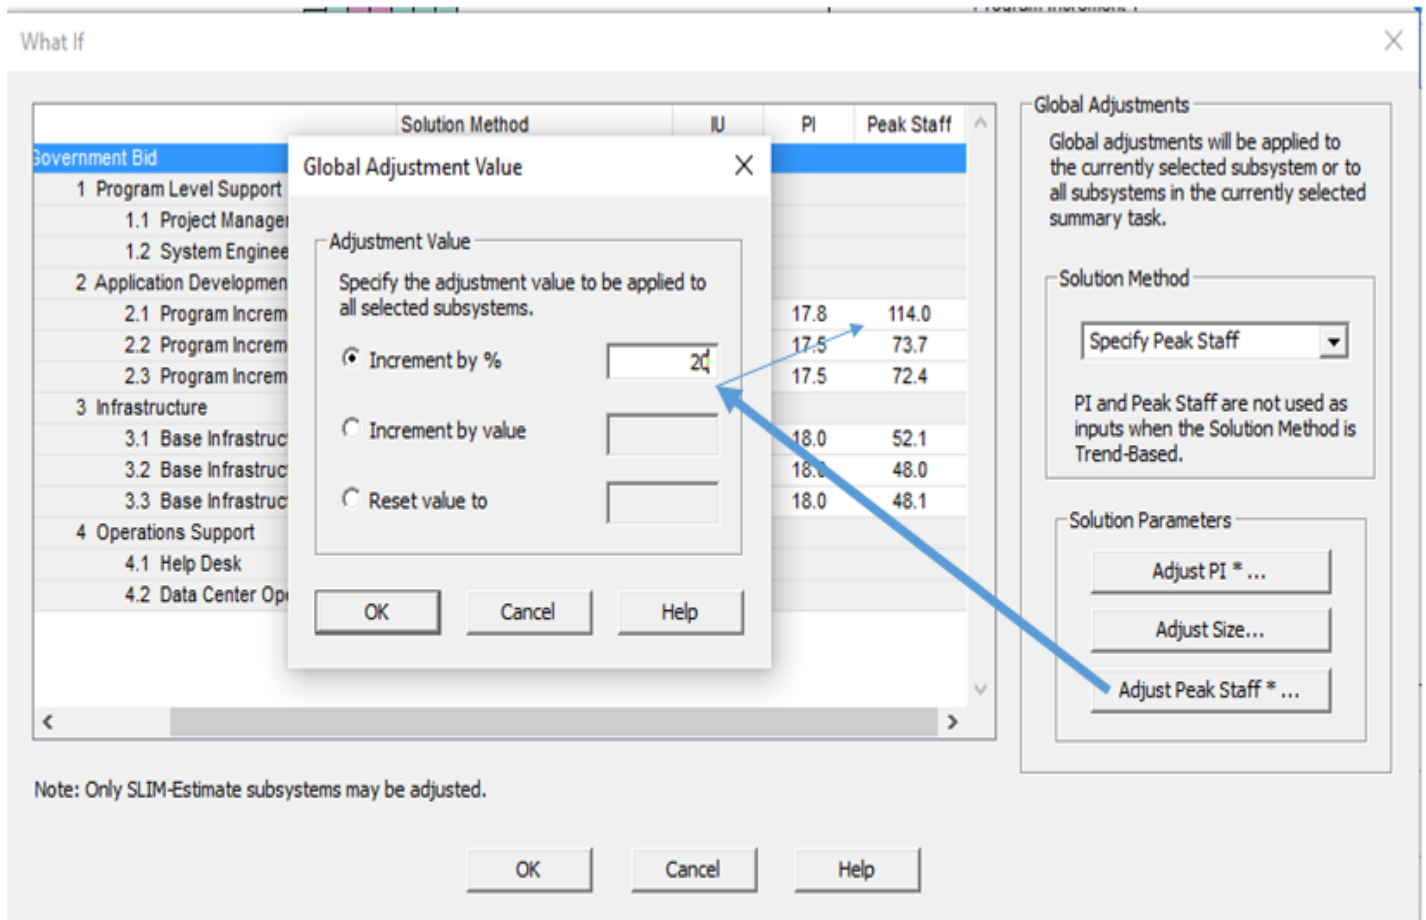 What If
Solution Method IU PI Peak Staff
Government Bid
1 Program Level Support
1.1 Project Manager
1.2 System Enginee
2 Application Developmen
2.1 Program Increm 17.8 114.0
2.2 Program Increm 17.5 73.7
2.3 Program Increm 17.5 72.4
3 Infrastructure
3.1 Base Infrastruc 18.0 52.1
3.2 Base Infrastruc 18.0 48.0
3.3 Base Infrastruc 18.0 48.1
4 Operations Support
4.1 Help Desk
4.2 Data Center Ope
Global Adjustment Value
Adjustment Value
Specify the adjustment value to be applied to
all selected subsystems.
Increment by % 20
Increment by value
Reset value to
OK Cancel Help
Global Adjustments
Global adjustments will be applied to
the currently selected subsystem or to
all subsystems in the currently selected
summary task.
Solution Method
Specify Peak Staff
PI and Peak Staff are not used as
inputs when the Solution Method is
Trend-Based.
Solution Parameters
Adjust PI * ...
Adjust Size...
Adjust Peak Staff * ...
Note: Only SLIM-Estimate subsystems may be adjusted.
OK Cancel Help